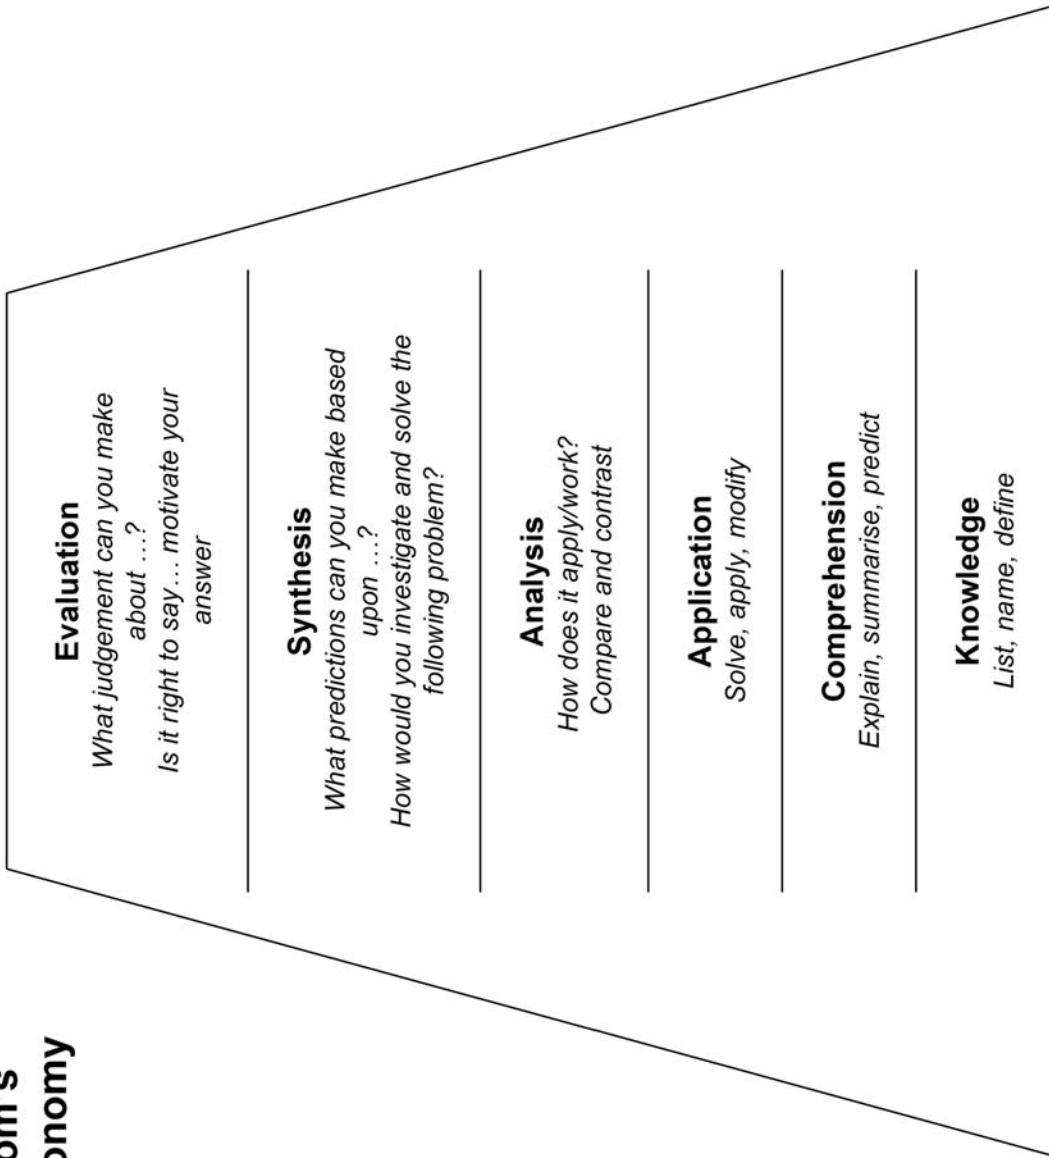 om's
onomy
Evaluation
What judgement can you make
about …?
Is it right to say… motivate your
answer
Synthesis
What predictions can you make based
upon …?
How would you investigate and solve the
following problem?
Analysis
How does it apply/work?
Compare and contrast
Application
Solve, apply, modify
Comprehension
Explain, summarise, predict
Knowledge
List, name, define